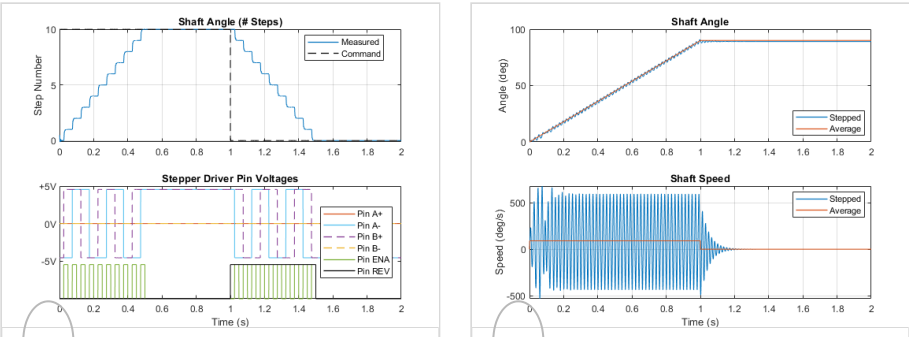 Shaft Angle (# Steps)
10
5
0
Step Number
Measured
Command
0 0.2 0.4 0.6 0.8 1 1.2 1.4 1.6 1.8 2
Stepper Driver Pin Voltages
+5V
0V
-5V
Pin A+
Pin A-
Pin B+
Pin B-
Pin ENA
Pin REV
0 0.2 0.4 0.6 0.8 1 1.2 1.4 1.6 1.8 2
Time (s)
Shaft Angle
100
50
0
Angle (deg)
Stepped
Average
0 0.2 0.4 0.6 0.8 1 1.2 1.4 1.6 1.8 2
Shaft Speed
500
0
-500
Speed (deg/s)
Stepped
Average
0 0.2 0.4 0.6 0.8 1 1.2 1.4 1.6 1.8 2
Time (s)